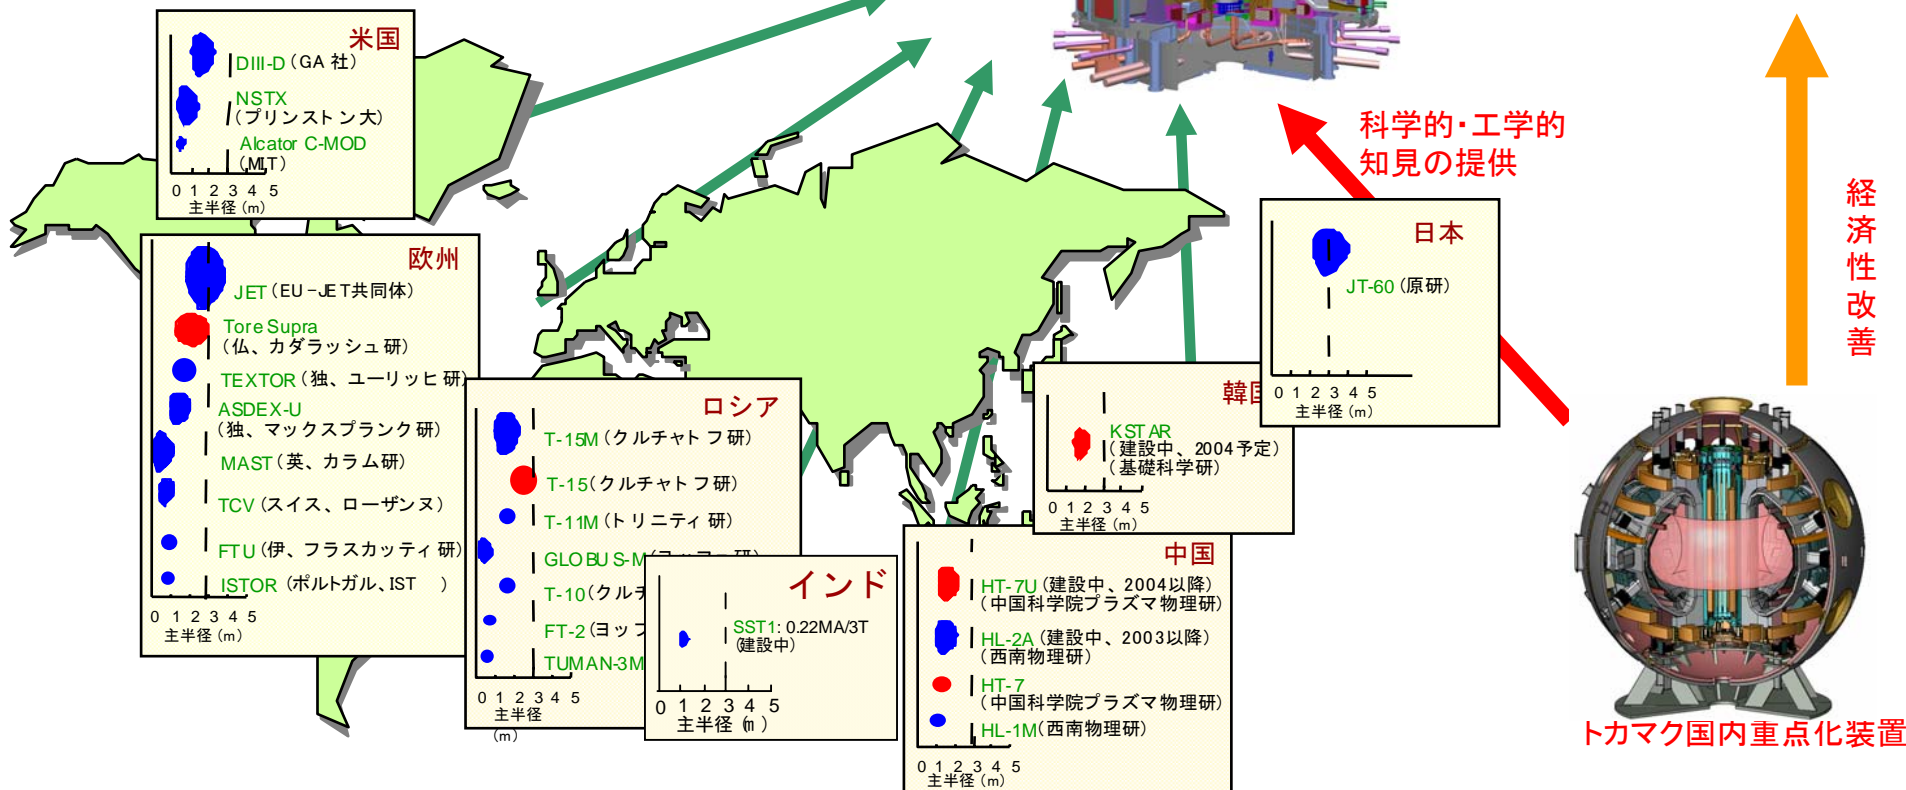 米国
DIII-D (GA 社)
NSTX
(プリンストン大)
Alcator C-MOD
(MIT)
0 1 2 3 4 5
主半径 (m)
欧州
JET (EU-JET共同体)
Tore Supra
(仏、カダラッシュ研)
TEXTOR (独、ユーリッヒ研)
ASDEX-U
(独、マックスプランク研)
MAST (英、カラム研)
TCV (スイス、ローザンヌ)
FTU (伊、フラスカッティ研)
ISTOR (ポルトガル、IST )
0 1 2 3 4 5
主半径 (m)
ロシア
T-15M (クルチャトフ研)
T-15 (クルチャトフ研)
T-11M (トリニティ研)
GLOBUS-M
T-10 (クルチ
FT-2 (ヨッフ
TUMAN-3M
0 1 2 3 4 5
主半径
(m)
インド
SST1: 0.22MA/3T
(建設中)
0 1 2 3 4 5
主半径 (m)
中国
HT-7U (建設中、2004以降)
(中国科学院プラズマ物理研)
HL-2A (建設中、2003以降)
(西南物理研)
HT-7
(中国科学院プラズマ物理研)
HL-1M (西南物理研)
0 1 2 3 4 5
主半径 (m)
韓国
KSTAR
(建設中、2004予定)
(基礎科学研)
0 1 2 3 4 5
主半径 (m)
日本
JT-60 (原研)
0 1 2 3 4 5
主半径 (m)
科学的・工学的
知見の提供
経済性改善
トカマク国内重点化装置